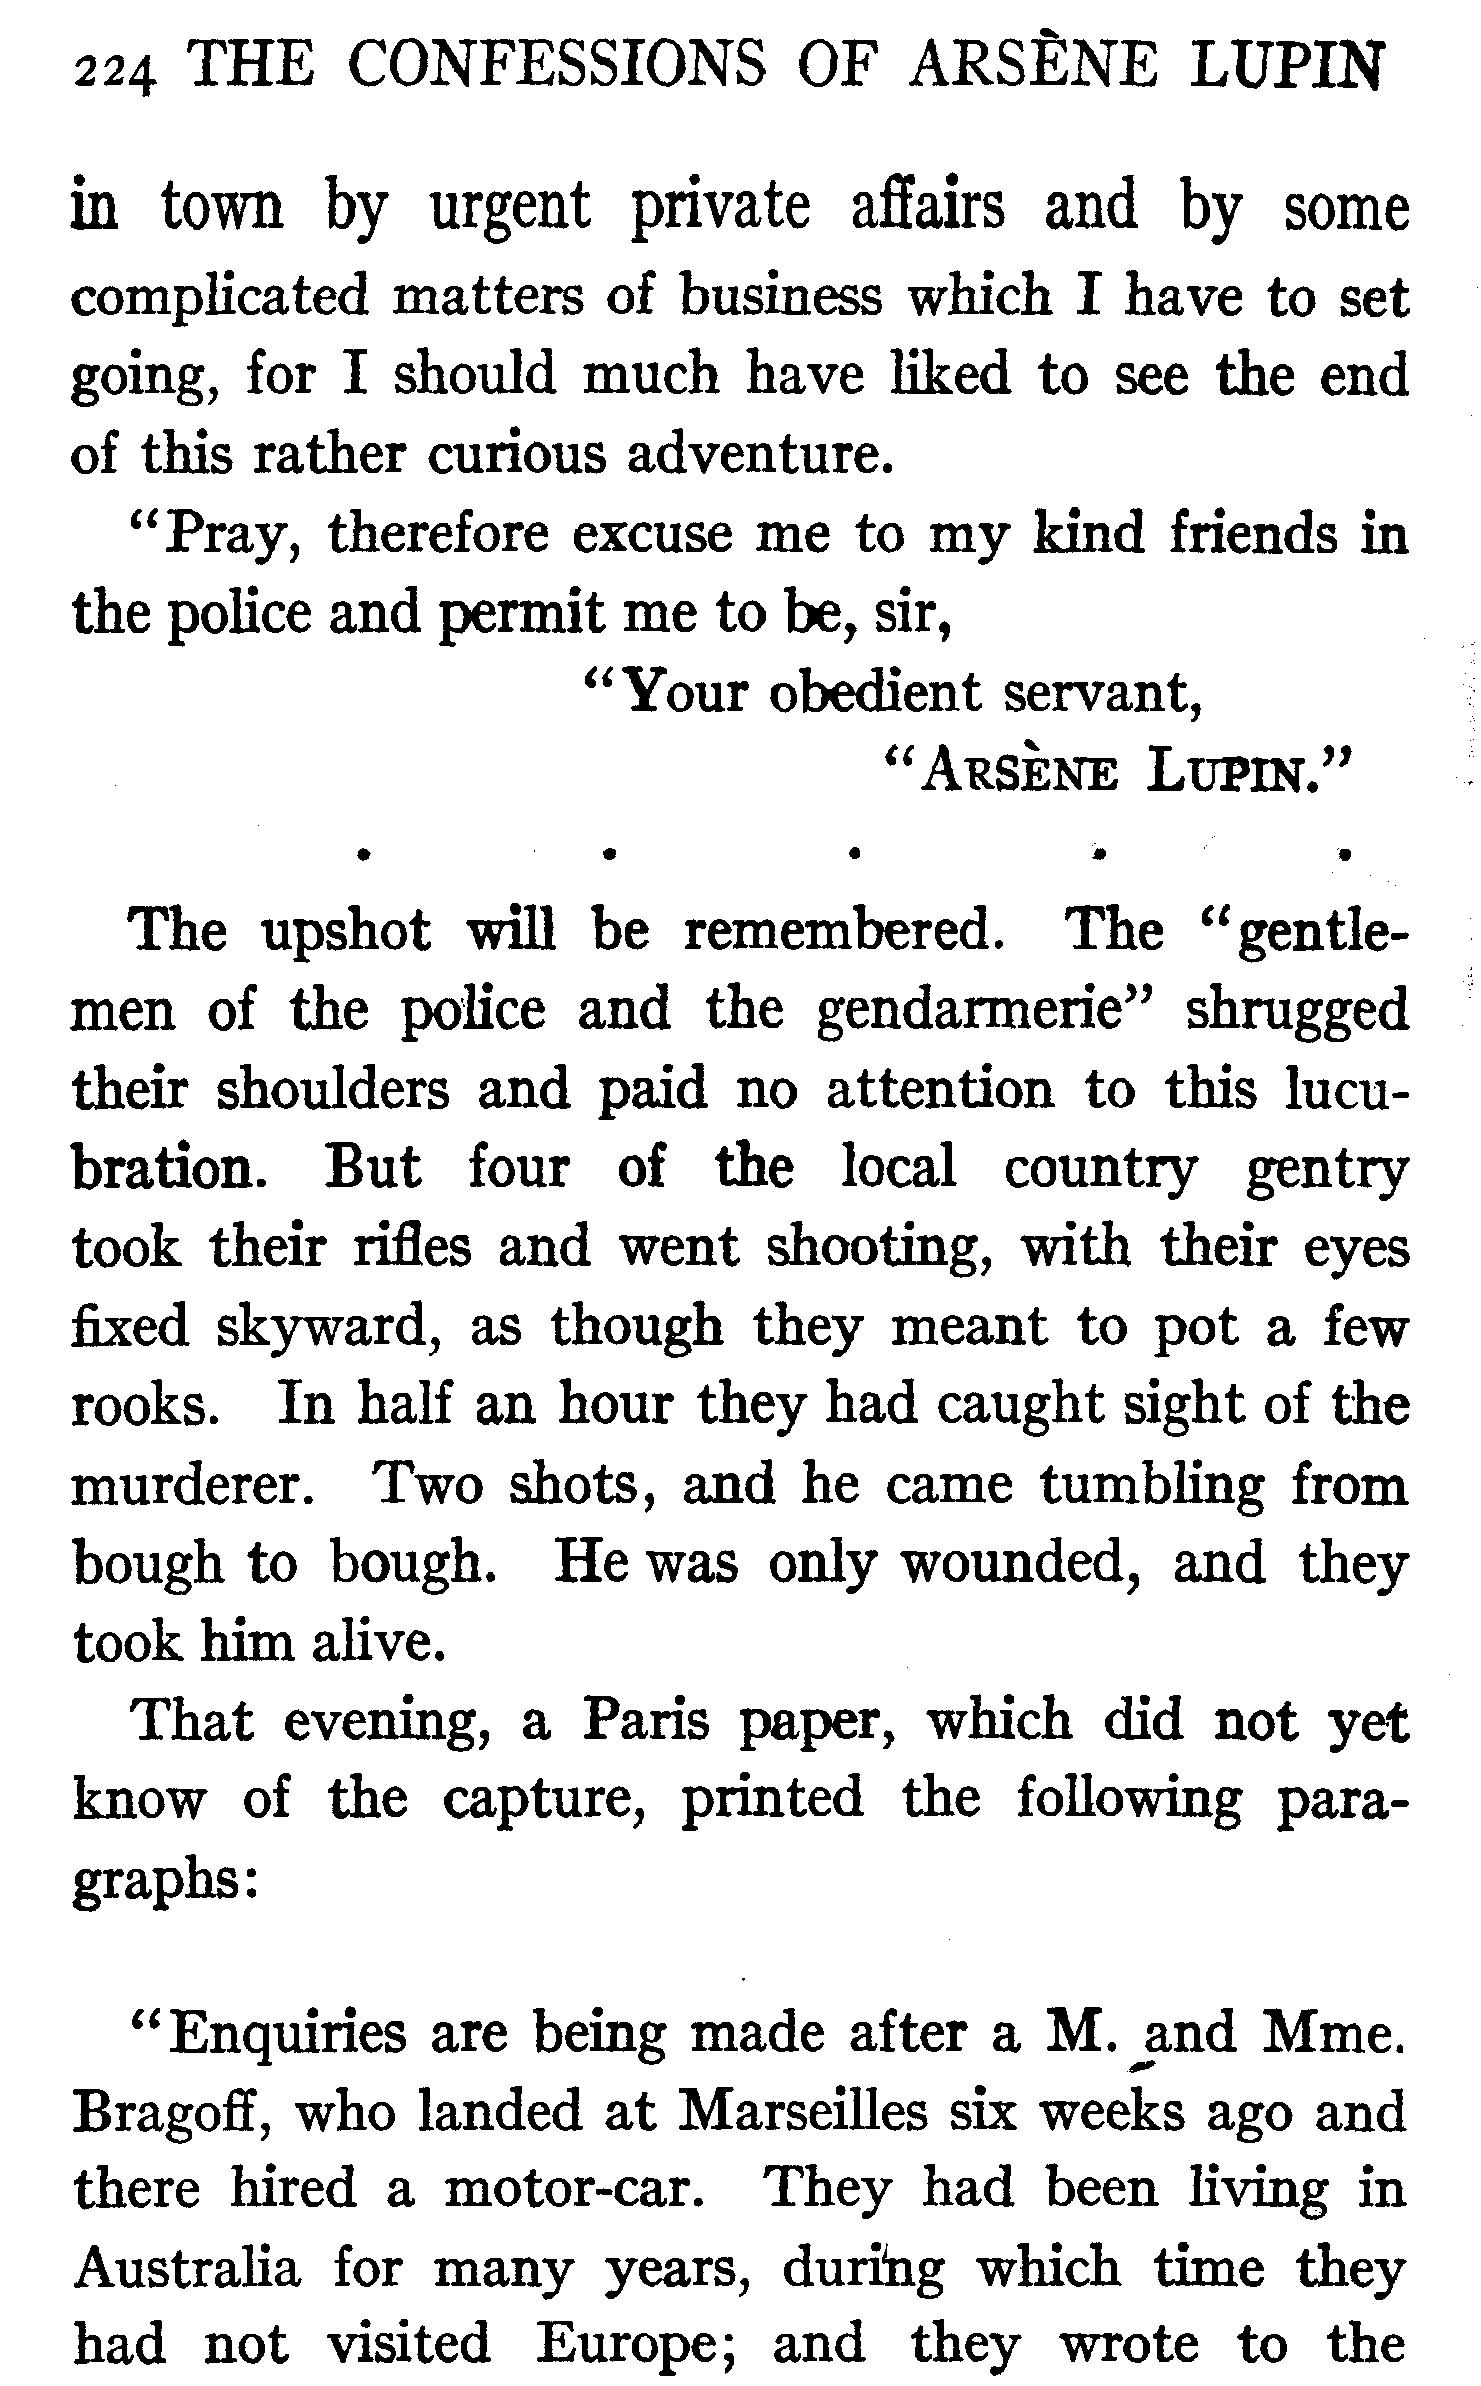 224 THE CONFESSIONS OF ARSÈNE LUPIN
in town by urgent private affairs and by some
complicated matters of business which I have to set
going, for I should much have liked to see the end
of this rather curious adventure.
“Pray, therefore excuse me to my kind friends in
the police and permit me to be, sir,
“Your obedient servant,
“Arsène Lupin.”
. . . . .
The upshot will be remembered. The “gentle-
men of the police and the gendarmerie” shrugged
their shoulders and paid no attention to this lucu-
bration. But four of the local country gentry
took their rifles and went shooting, with their eyes
fixed skyward, as though they meant to pot a few
rooks. In half an hour they had caught sight of the
murderer. Two shots, and he came tumbling from
bough to bough. He was only wounded, and they
took him alive.
That evening, a Paris paper, which did not yet
know of the capture, printed the following para-
graphs:
“Enquiries are being made after a M. and Mme.
Bragoff, who landed at Marseilles six weeks ago and
there hired a motor-car. They had been living in
Australia for many years, during which time they
had not visited Europe; and they wrote to the